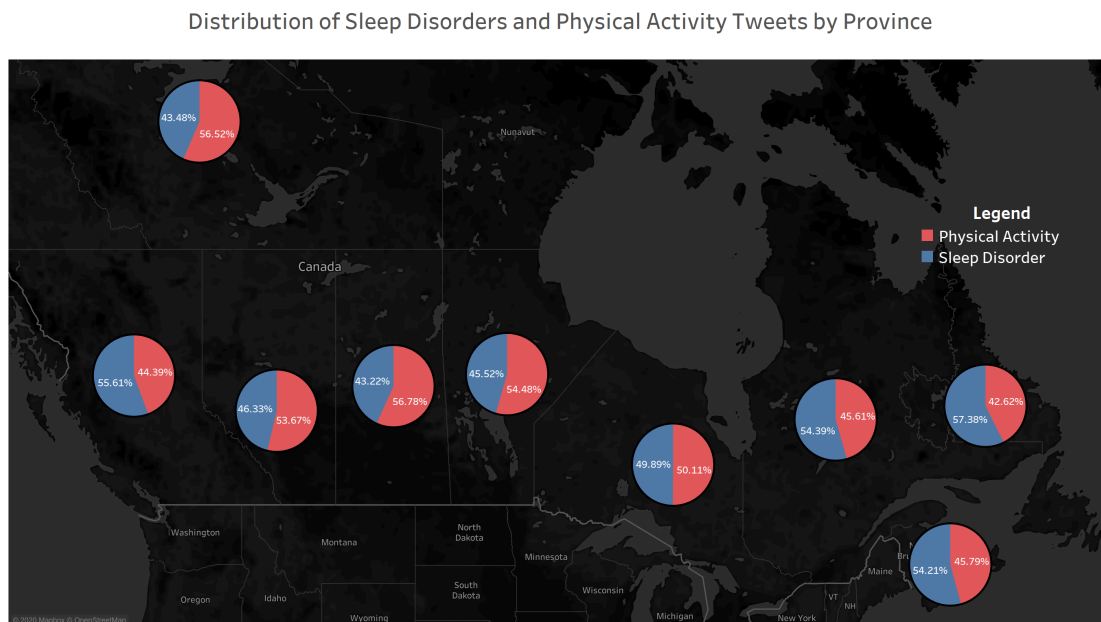 Distribution of Sleep Disorders and Physical Activity Tweets by Province
43.48%
56.52%
Nunavut
Legend
Physical Activity
Sleep Disorder
Canada
55.61%
44.39%
46.33%
53.67%
43.22%
56.78%
45.52%
54.48%
49.89%
50.11%
54.39%
45.61%
57.38%
42.62%
54.21%
45.79%
Washington
Montana
North
Dakota
Minnesota
Maine
Oregon
Idaho
South
Dakota
Wisconsin
Wyoming
Michigan
New York
VT
NH
© 2020 Mapbox © OpenStreetMap